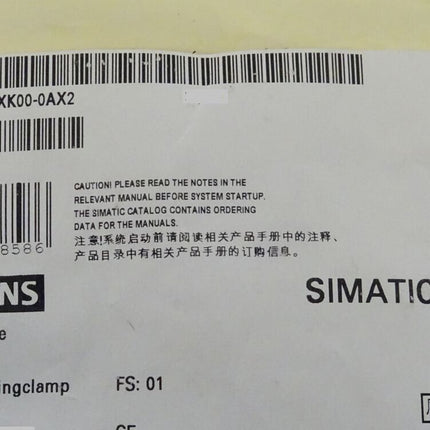 XK00-0AX2
CAUTION! PLEASE READ THE NOTES IN THE
RELEVANT MANUAL BEFORE SYSTEM STARTUP.
THE SIMATIC CATALOG CONTAINS ORDERING
DATA FOR THE MANUALS.
8586
注意!系统启动前请阅读相关产品手册中的注释、
产品目录中有相关产品手册的订购信息。
ENS
SIMATIC
e
ingclamp FS: 01